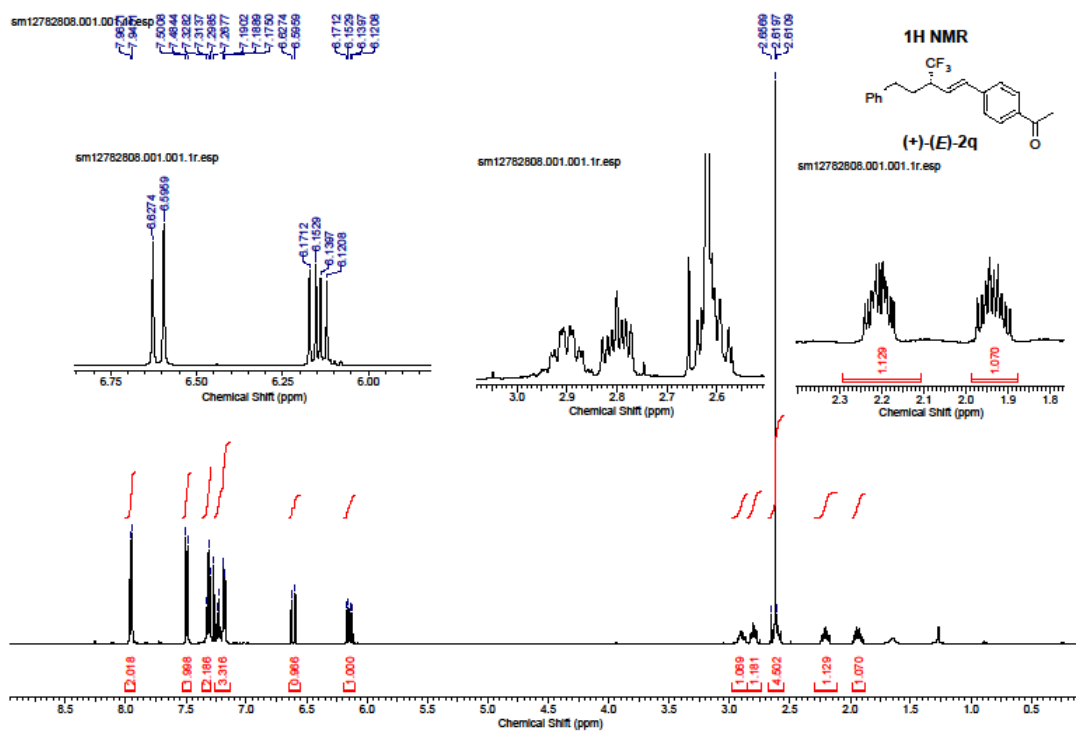 sm12782808.001.001.1r.esp
7.5008
7.4844
7.3282
7.3137
7.2985
7.2677
7.1902
7.1889
7.1750
6.6274
6.5959
6.1712
6.1529
6.1397
6.1208
2.6569
2.6197
2.6109
1H NMR
CF3
Ph
O
(+)-(E)-2q
sm12782808.001.001.1r.esp
6.6274
6.5959
6.1712
6.1529
6.1397
6.1208
6.75 6.50 6.25 6.00
Chemical Shift (ppm)
sm12782808.001.001.1r.esp
3.0 2.9 2.8 2.7 2.6
Chemical Shift (ppm)
sm12782808.001.001.1r.esp
1.129 1.070
2.3 2.2 2.1 2.0 1.9 1.8
Chemical Shift (ppm)
2.018 1.998 2.186 3.316 0.966 1.000 1.069 1.181 4.502 1.129 1.070
8.5 8.0 7.5 7.0 6.5 6.0 5.5 5.0 4.5 4.0 3.5 3.0 2.5 2.0 1.5 1.0 0.5
Chemical Shift (ppm)